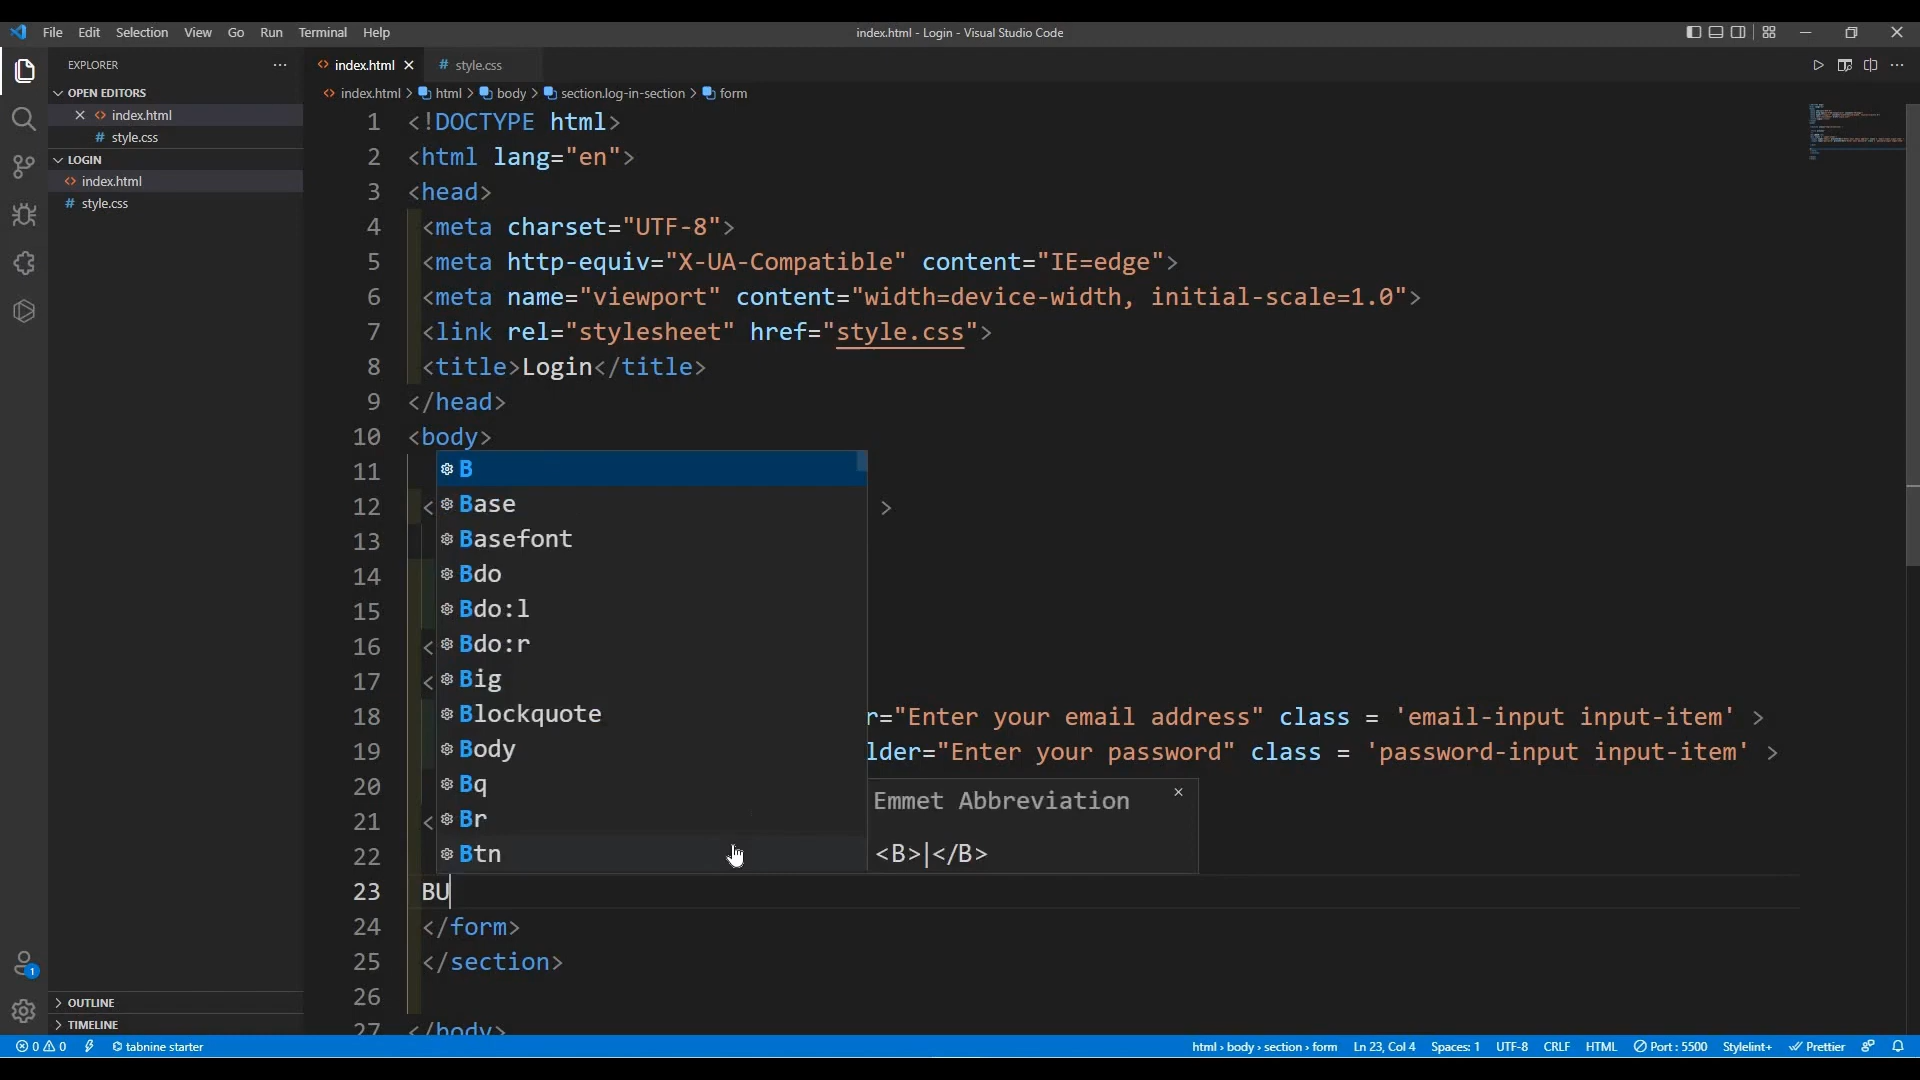 File Edit Selection View Go Run Terminal Help
index.html - Login - Visual Studio Code
EXPLORER
OPEN EDITORS
index.html
style.css
LOGIN
index.html
style.css
OUTLINE
TIMELINE
index.html
style.css
index.html > html > body > section.log-in-section > form
1 <!DOCTYPE html>
2 <html lang="en">
3 <head>
4 <meta charset="UTF-8">
5 <meta http-equiv="X-UA-Compatible" content="IE=edge">
6 <meta name="viewport" content="width=device-width, initial-scale=1.0">
7 <link rel="stylesheet" href="style.css">
8 <title>Login</title>
9 </head>
10 <body>
11
12 < >
13
14
15
16 <
17 <
18 r="Enter your email address" class = 'email-input input-item' >
19 lder="Enter your password" class = 'password-input input-item' >
20
21 <
22
23 BU
24 </form>
25 </section>
26
27 </body>
B
Base
Basefont
Bdo
Bdo:l
Bdo:r
Big
Blockquote
Body
Bq
Br
Btn
Emmet Abbreviation
<B>|</B>
1
0 0 tabnine starter
html > body > section > form Ln 23, Col 4 Spaces: 1 UTF-8 CRLF HTML Port : 5500 Stylelint+ Prettier